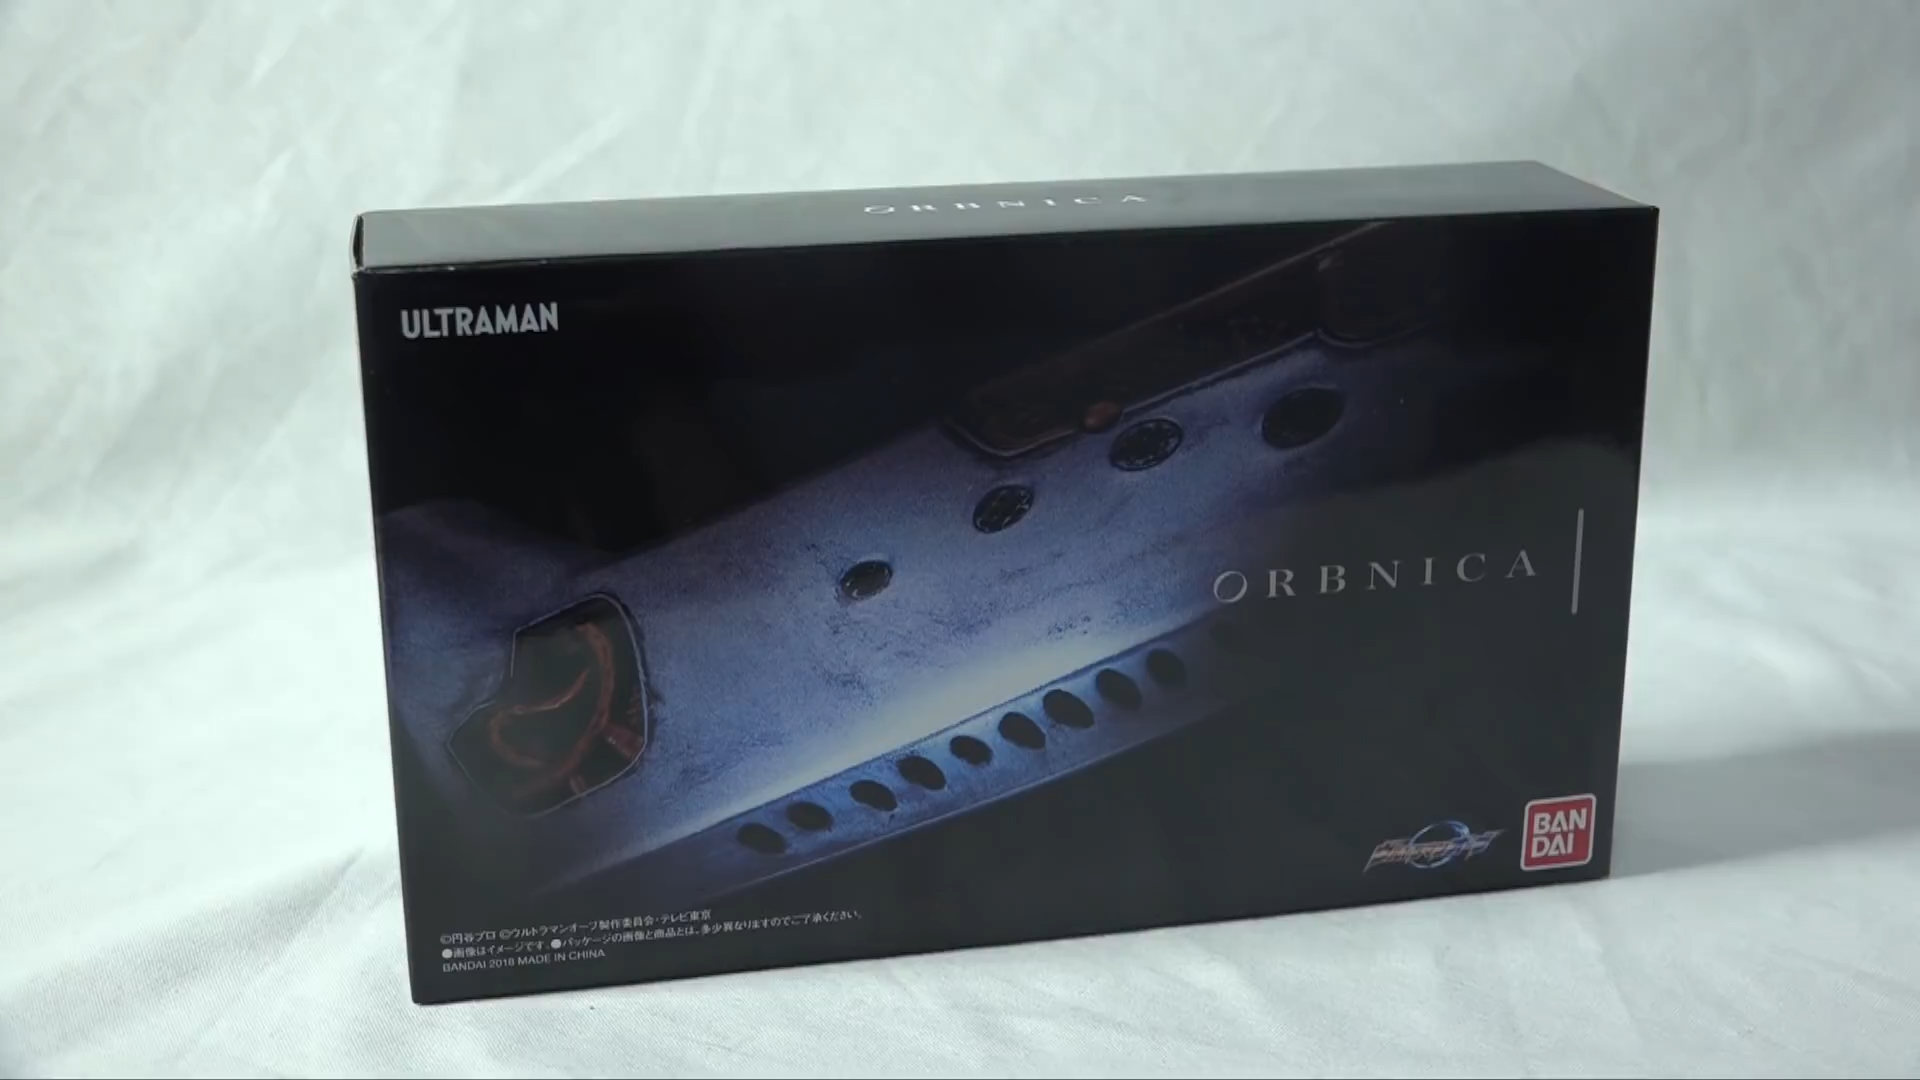 ORBNICA
ULTRAMAN
ORBNICA
BAN
DAI
©円谷プロ ©ウルトラマンオーブ製作委員会・テレビ東京
●画像はイメージです。●パッケージの画像と商品とは、多少異なりますのでご了承ください。
BANDAI 2018 MADE IN CHINA